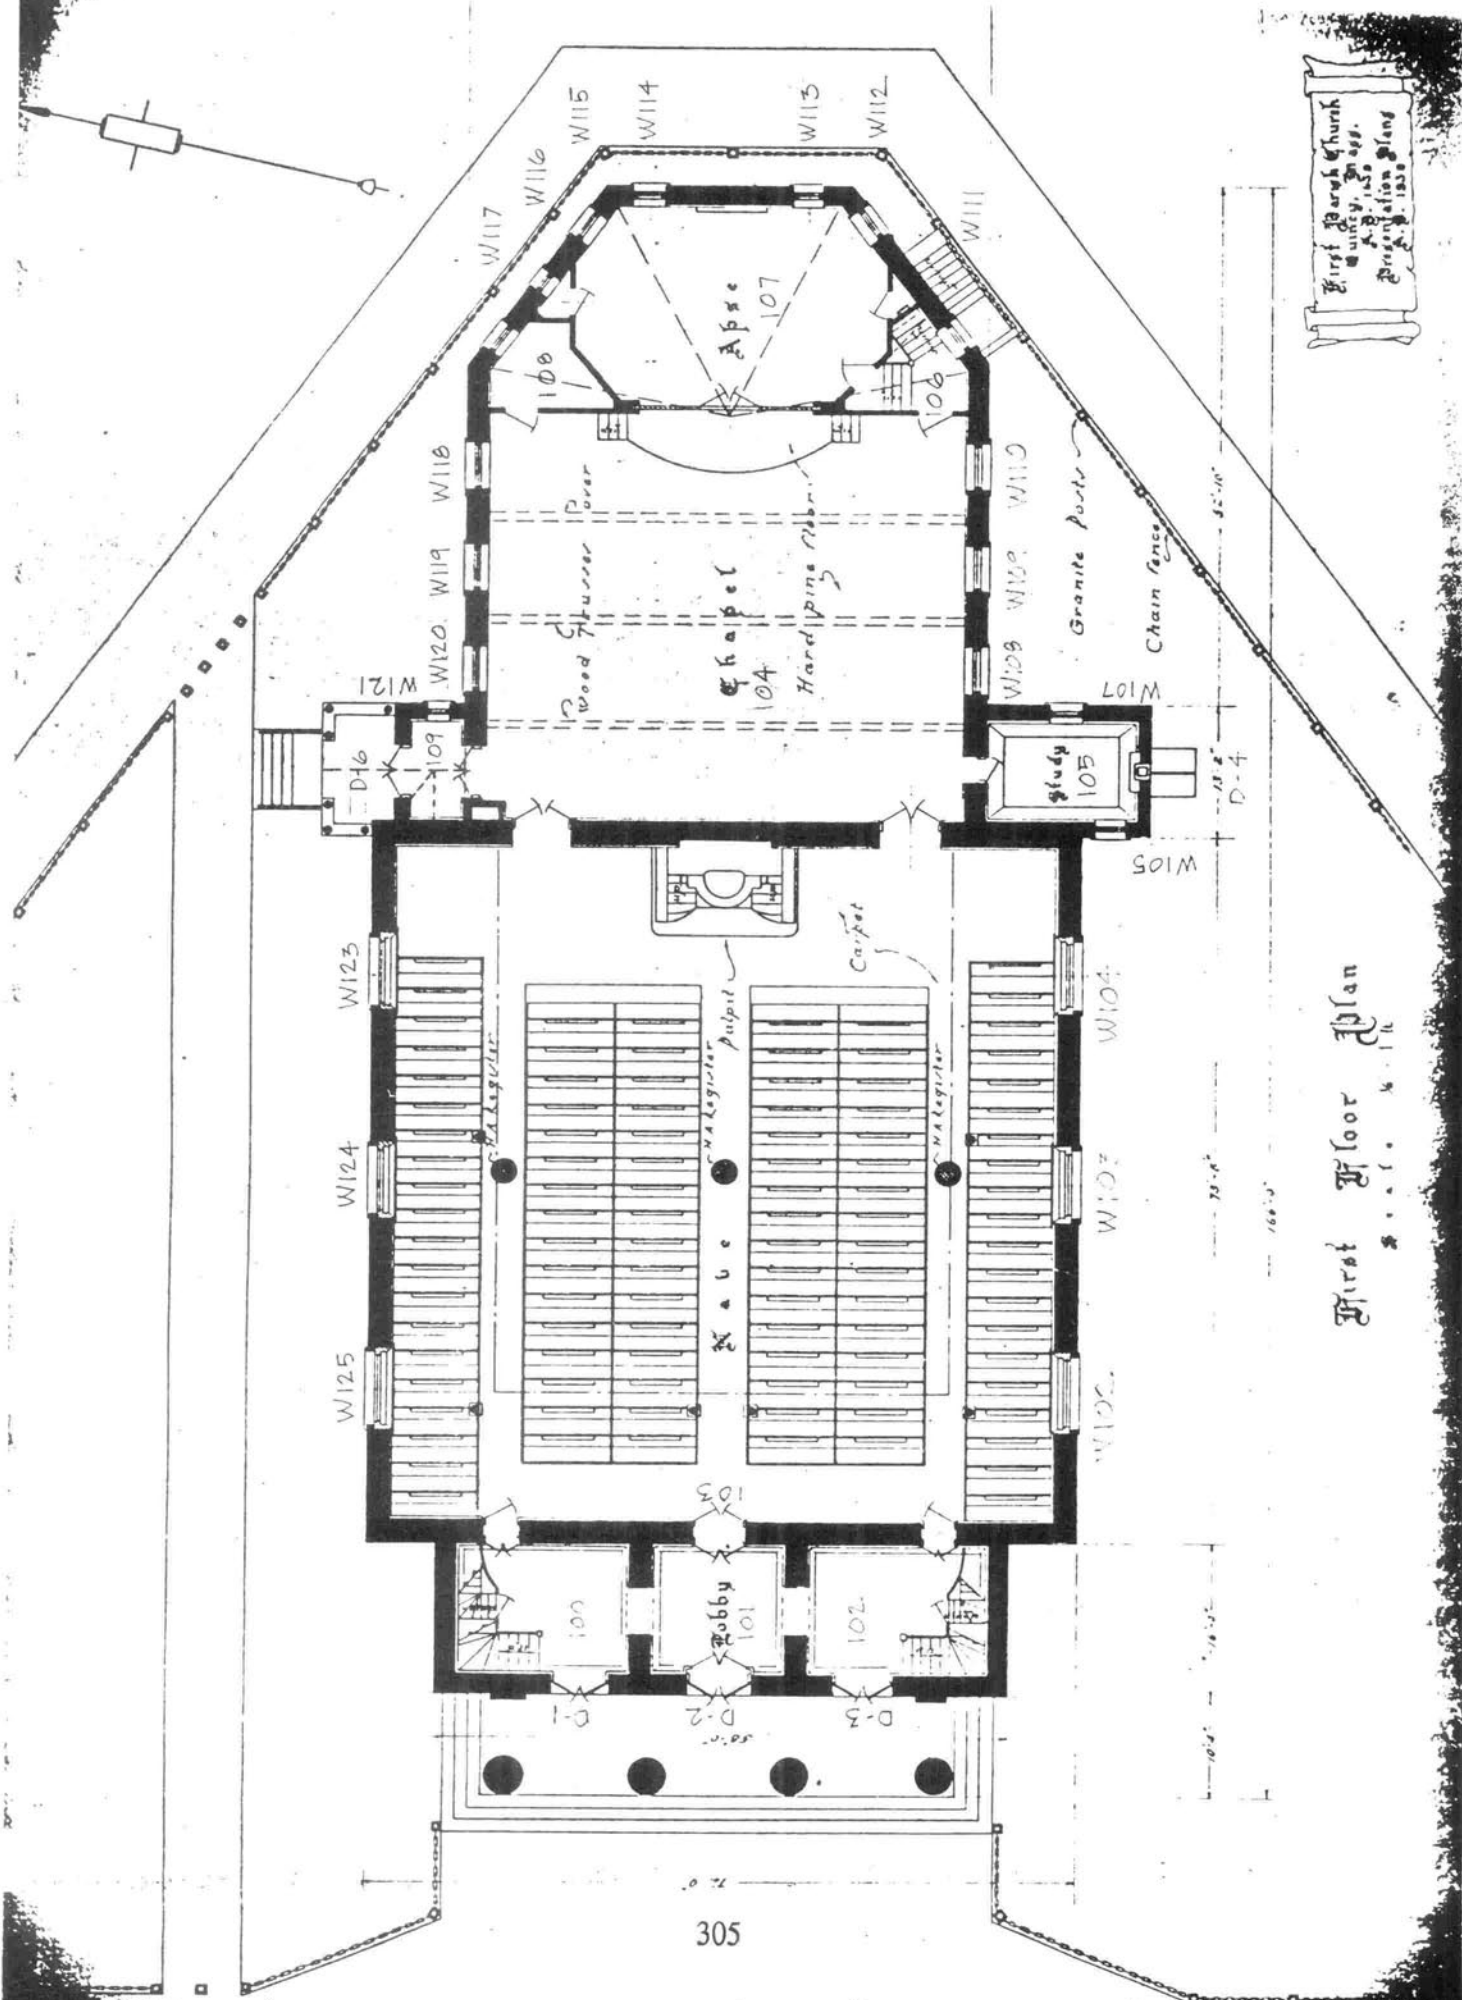 First Parish Church
Quincy, Mass.
Presentation Plans
W115
W114
W113
W112
W116
W117
W111
Apse
107
108
106
W118
W110
Wood Trusses Over
Hard pine Floor
Granite Posts
Chain Fence
W119
W109
Chapel
104
W120
W108
W121
W107
D-6
109
Study
105
D-4
W105
Pulpit
Carpet
W123
W104
H A Register
H A Register
H A Register
W124
W103
Nave
W125
W102
103
Lobby
100
101
102
D-1
D-2
D-3
First Floor Plan
305